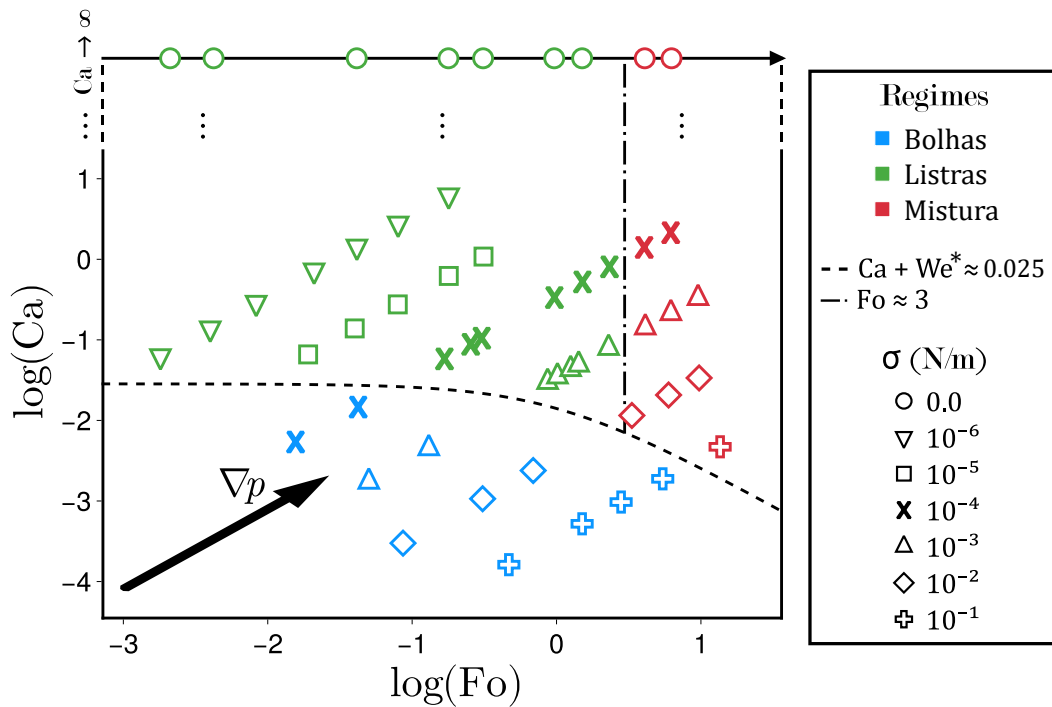 Ca → ∞
⋮ ⋮ ⋮ ⋮
log(Ca)
1
0
−1
−2
−3
−4
∇p
−3 −2 −1 0 1
log(Fo)
Regimes
Bolhas
Listras
Mistura
Ca + We* ≈ 0.025
Fo ≈ 3
σ (N/m)
0.0
10⁻⁶
10⁻⁵
10⁻⁴
10⁻³
10⁻²
10⁻¹